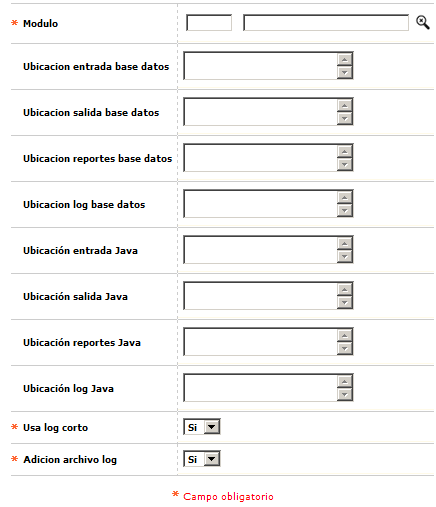 * Modulo
Ubicacion entrada base datos
Ubicacion salida base datos
Ubicacion reportes base datos
Ubicacion log base datos
Ubicación entrada Java
Ubicación salida Java
Ubicación reportes Java
Ubicación log Java
* Usa log corto Si
* Adicion archivo log Si
* Campo obligatorio